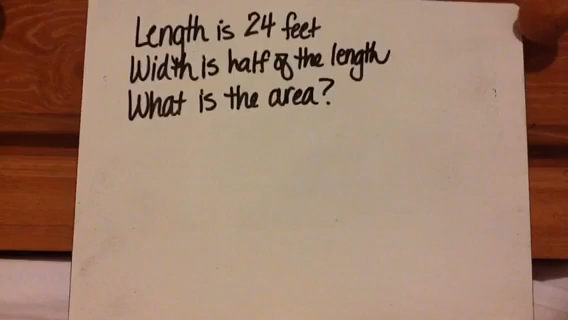 Length is 24 feet
Width is half of the length
What is the area?